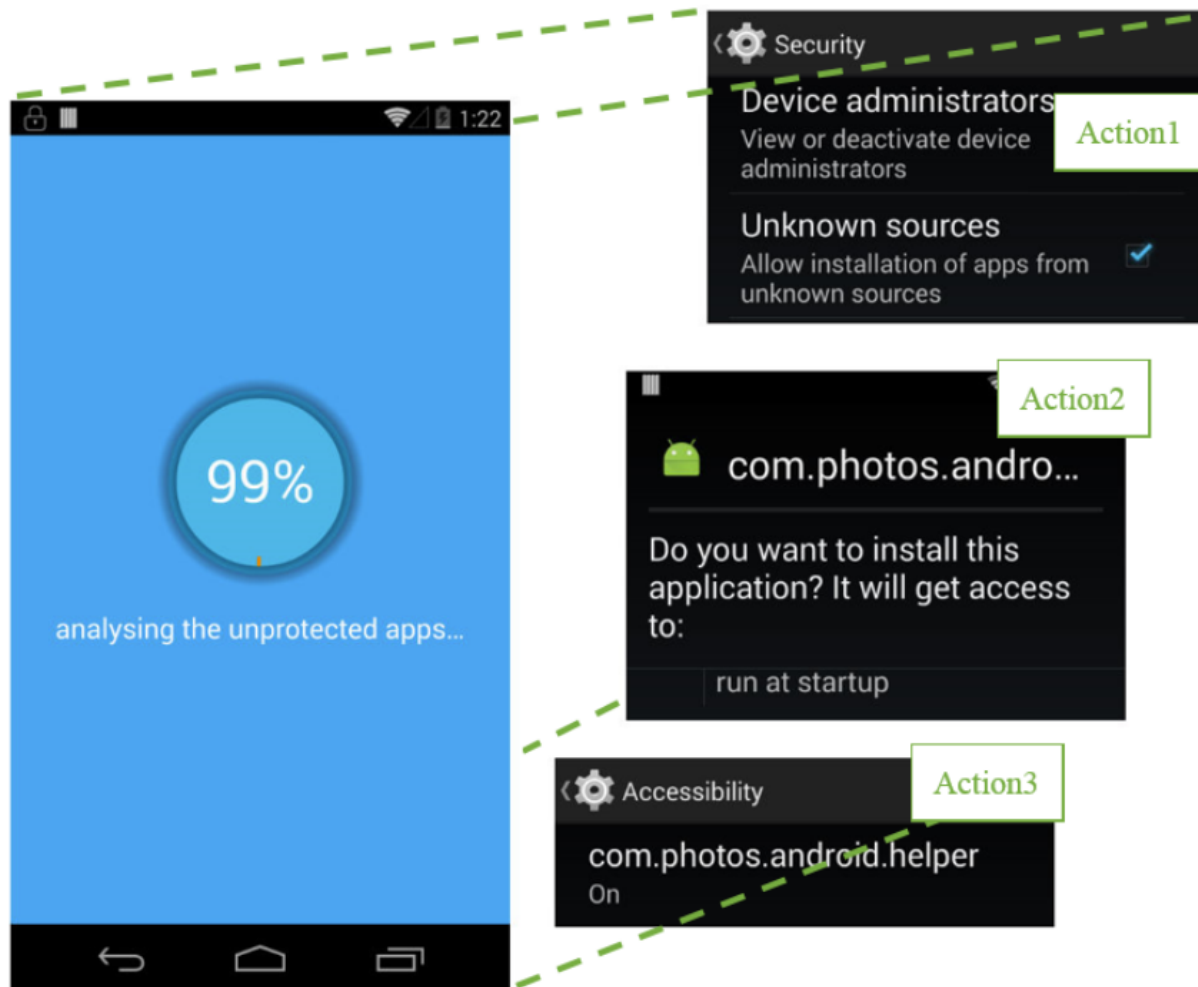 1:22
99%
analysing the unprotected apps...
Security
Device administrators
View or deactivate device
administrators
Action1
Unknown sources
Allow installation of apps from
unknown sources
Action2
com.photos.andro...
Do you want to install this
application? It will get access
to:
run at startup
Accessibility
Action3
com.photos.android.helper
On